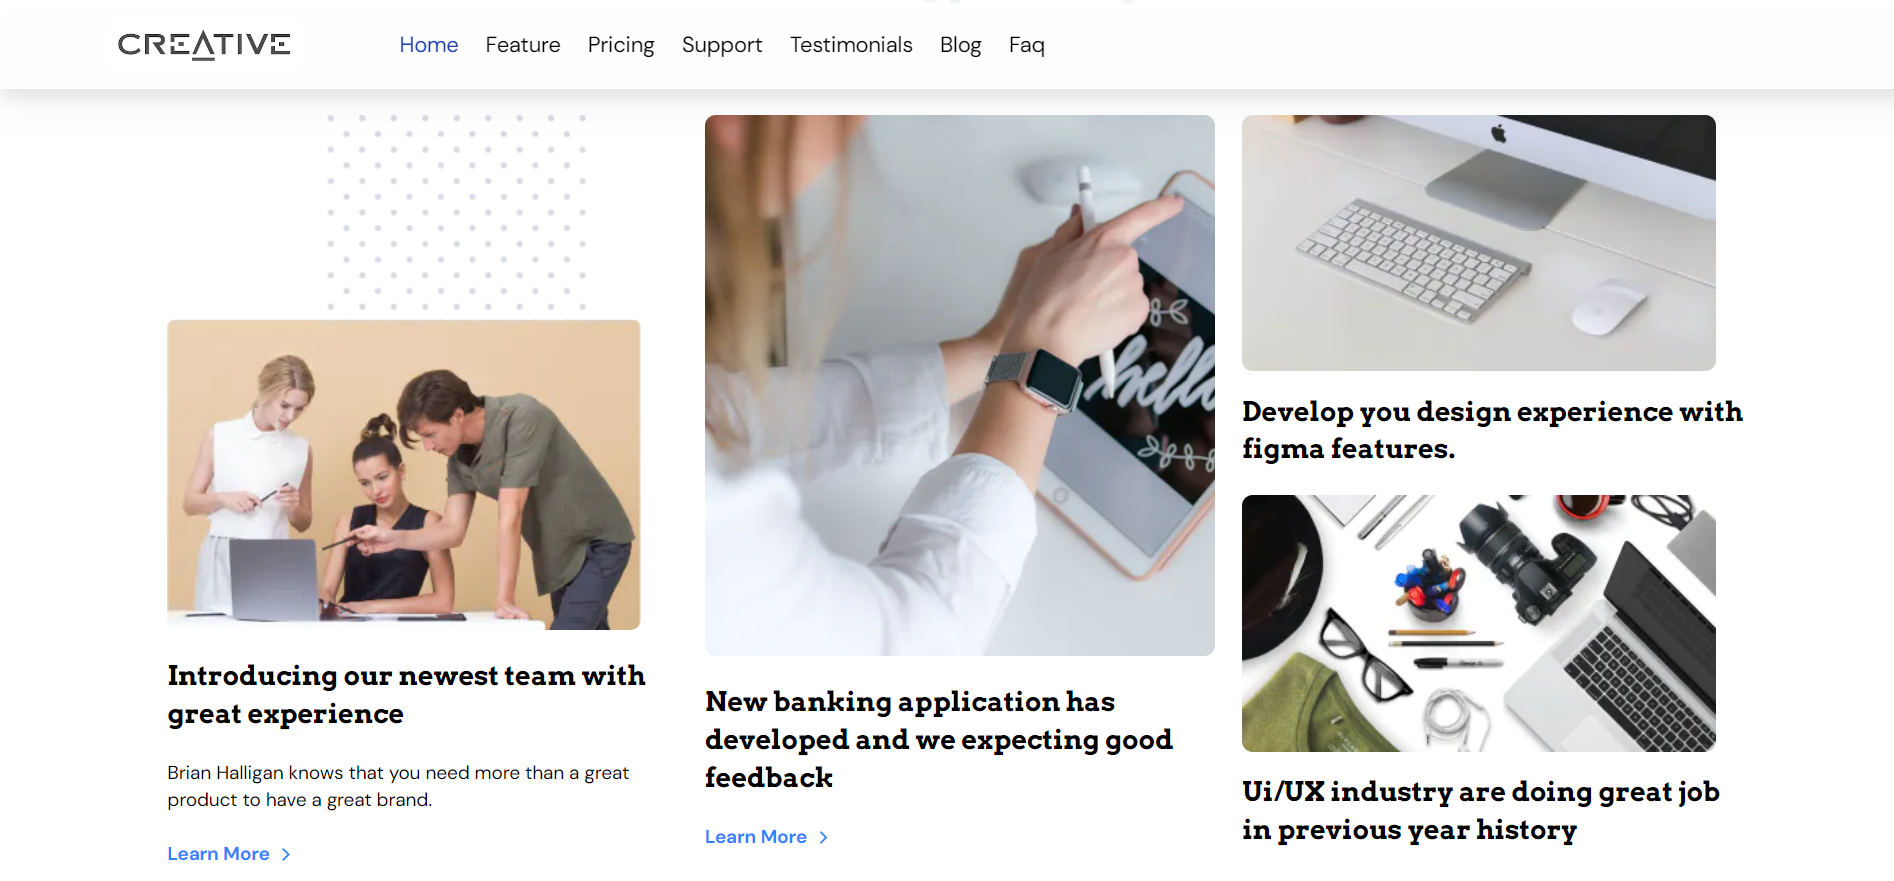 CREATIVE
Home Feature Pricing Support Testimonials Blog Faq
Introducing our newest team with
great experience
Brian Halligan knows that you need more than a great
product to have a great brand.
Learn More
hello
New banking application has
developed and we expecting good
feedback
Learn More
Develop you design experience with
figma features.
Ui/UX industry are doing great job
in previous year history